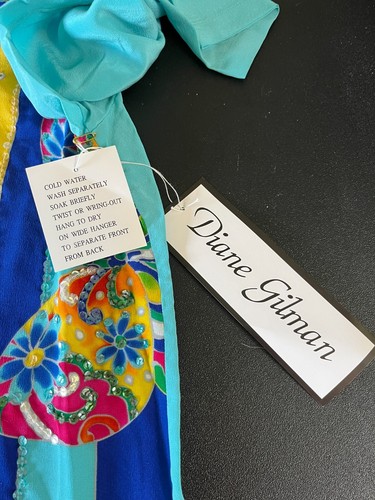 COLD WATER
WASH SEPARATELY
SOAK BRIEFLY
TWIST OR WRING-OUT
HANG TO DRY
ON WIDE HANGER
TO SEPARATE FRONT
FROM BACK
Diane Gilman